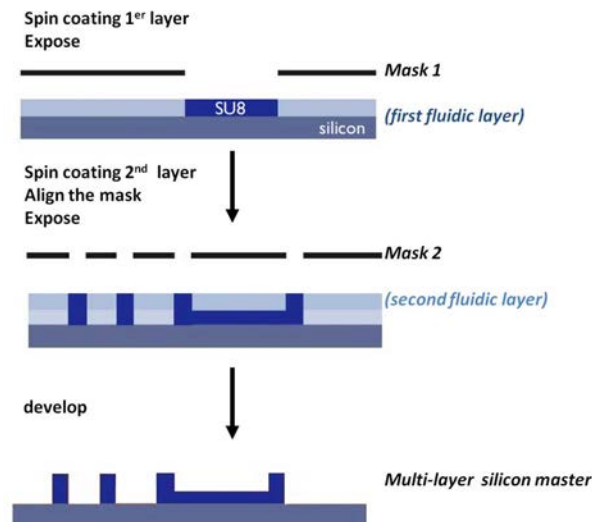 Spin coating 1er layer
Expose
Mask 1
SU8
(first fluidic layer)
silicon
Spin coating 2nd layer
Align the mask
Expose
Mask 2
(second fluidic layer)
develop
Multi-layer silicon master